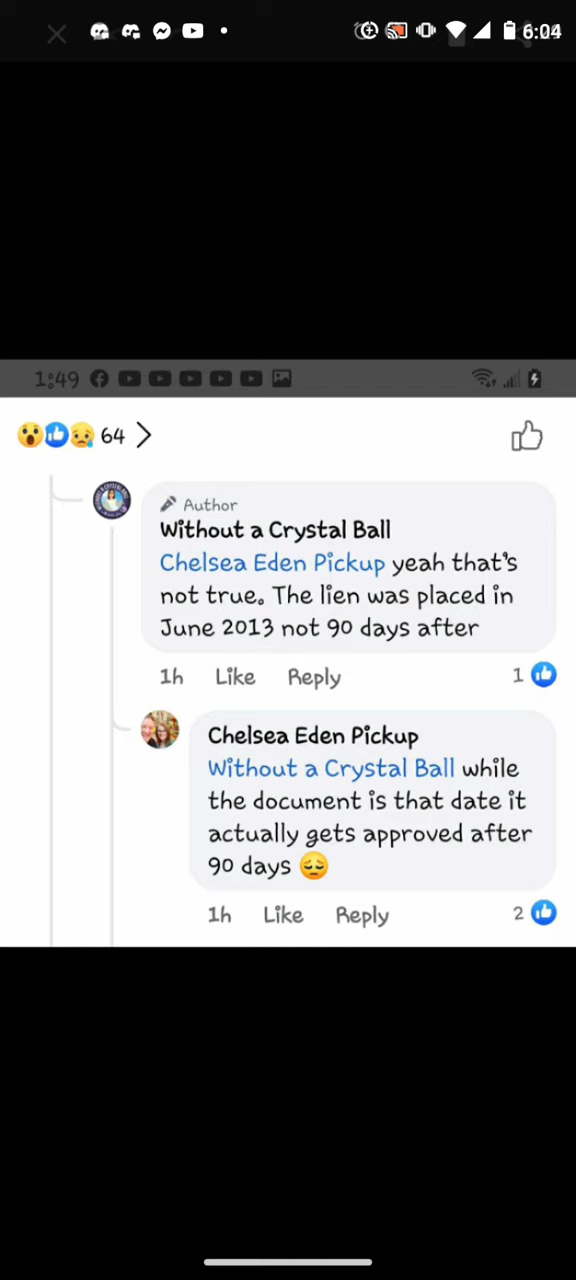 6:04
1:49
64
Author
Without a Crystal Ball
Chelsea Eden Pickup yeah that's
not true. The lien was placed in
June 2013 not 90 days after
1h Like Reply 1
Chelsea Eden Pickup
Without a Crystal Ball while
the document is that date it
actually gets approved after
90 days 😔
1h Like Reply 2